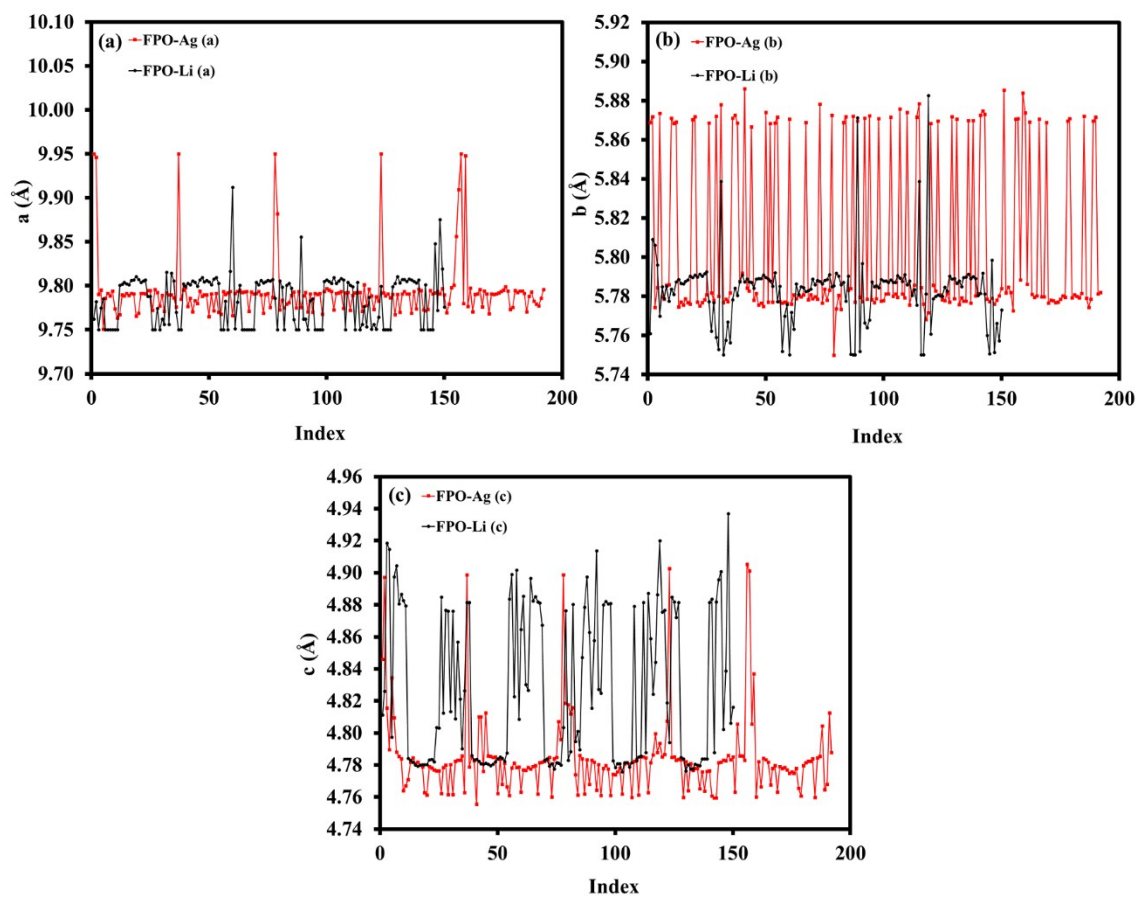 (a)
FPO-Ag (a)
FPO-Li (a)
a (Å)
10.10
10.05
10.00
9.95
9.90
9.85
9.80
9.75
9.70
0 50 100 150 200
Index
(b)
FPO-Ag (b)
FPO-Li (b)
b (Å)
5.92
5.90
5.88
5.86
5.84
5.82
5.80
5.78
5.76
5.74
0 50 100 150 200
Index
(c)
FPO-Ag (c)
FPO-Li (c)
c (Å)
4.96
4.94
4.92
4.90
4.88
4.86
4.84
4.82
4.80
4.78
4.76
4.74
0 50 100 150 200
Index